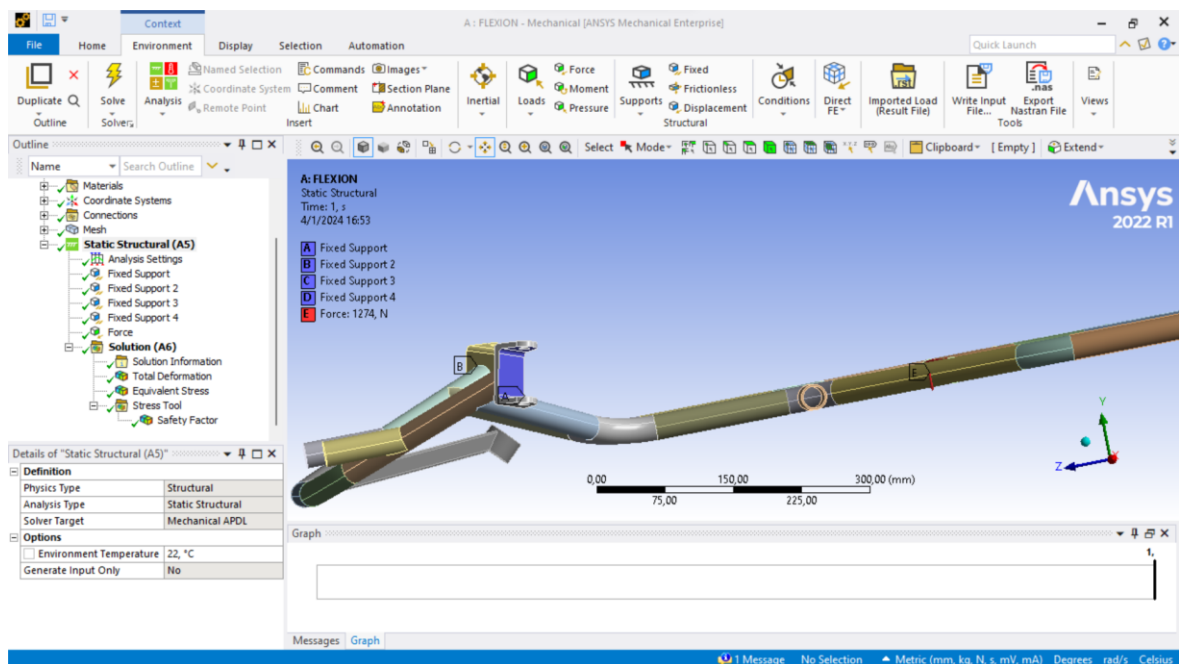 Context
A : FLEXION - Mechanical [ANSYS Mechanical Enterprise]
File Home Environment Display Selection Automation Quick Launch
Duplicate Solve Analysis Named Selection Coordinate System Remote Point Commands Comment Chart Images Section Plane Annotation Inertial Loads Force Moment Pressure Supports Fixed Frictionless Displacement Conditions Direct FE Imported Load (Result File) Write Input File... .rst .nas Export Nastran File Views
Outline Solver Insert Structural Tools
Outline
Name Search Outline
Select Mode Clipboard [ Empty ] Extend
Materials
Coordinate Systems
Connections
Mesh
Static Structural (A5)
Analysis Settings
Fixed Support
Fixed Support 2
Fixed Support 3
Fixed Support 4
Force
Solution (A6)
Solution Information
Total Deformation
Equivalent Stress
Stress Tool
Safety Factor
A: FLEXION
Static Structural
Time: 1, s
4/1/2024 16:53
A Fixed Support
B Fixed Support 2
C Fixed Support 3
D Fixed Support 4
E Force: 1274, N
Ansys
2022 R1
B
A
E
Y
Z
X
0,00 150,00 300,00 (mm)
75,00 225,00
Details of "Static Structural (A5)"
Definition
Physics Type Structural
Analysis Type Static Structural
Solver Target Mechanical APDL
Options
Environment Temperature 22, °C
Generate Input Only No
Graph
1,
Messages Graph
1 Message No Selection Metric (mm, kg, N, s, mV, mA) Degrees rad/s Celsius